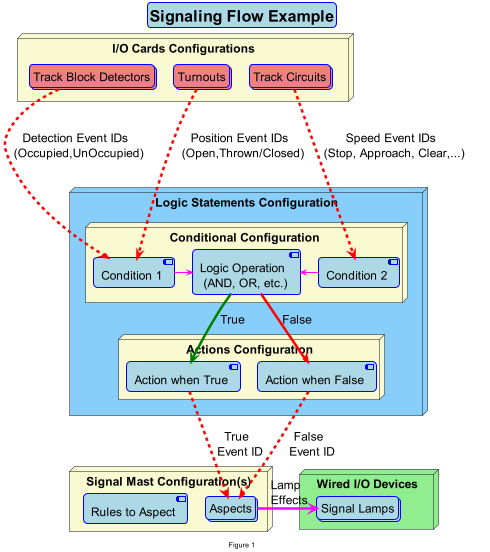 Signaling Flow Example
I/O Cards Configurations
Track Block Detectors
Turnouts
Track Circuits
Detection Event IDs
(Occupied,UnOccupied)
Position Event IDs
(Open,Thrown/Closed)
Speed Event IDs
(Stop, Approach, Clear,...)
Logic Statements Configuration
Conditional Configuration
Condition 1
Logic Operation
(AND, OR, etc.)
Condition 2
True
False
Actions Configuration
Action when True
Action when False
True
Event ID
False
Event ID
Signal Mast Configuration(s)
Rules to Aspect
Aspects
Lamp
Effects
Wired I/O Devices
Signal Lamps
Figure 1